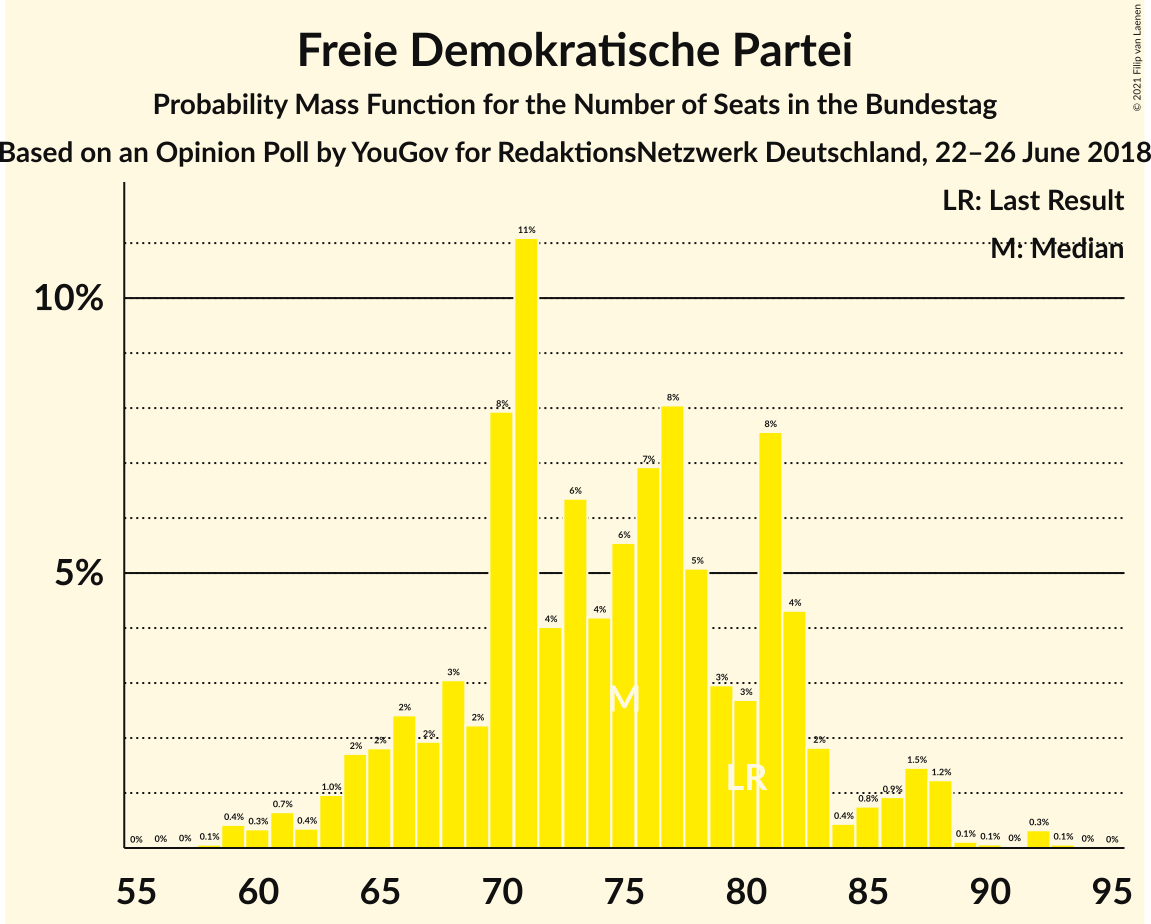 Freie Demokratische Partei
Probability Mass Function for the Number of Seats in the Bundestag
Based on an Opinion Poll by YouGov for RedaktionsNetzwerk Deutschland, 22–26 June 2018
© 2021 Filip van Laenen
LR: Last Result
M: Median
10%
5%
0% 0% 0% 0.1% 0.4% 0.3% 0.7% 0.4% 1.0% 2% 2% 2% 2% 3% 2% 8% 11% 4% 6% 4% 6% 7% 8% 5% 3% 3% 8% 4% 2% 0.4% 0.8% 0.9% 1.5% 1.2% 0.1% 0.1% 0% 0.3% 0.1% 0% 0%
M
LR
55 60 65 70 75 80 85 90 95